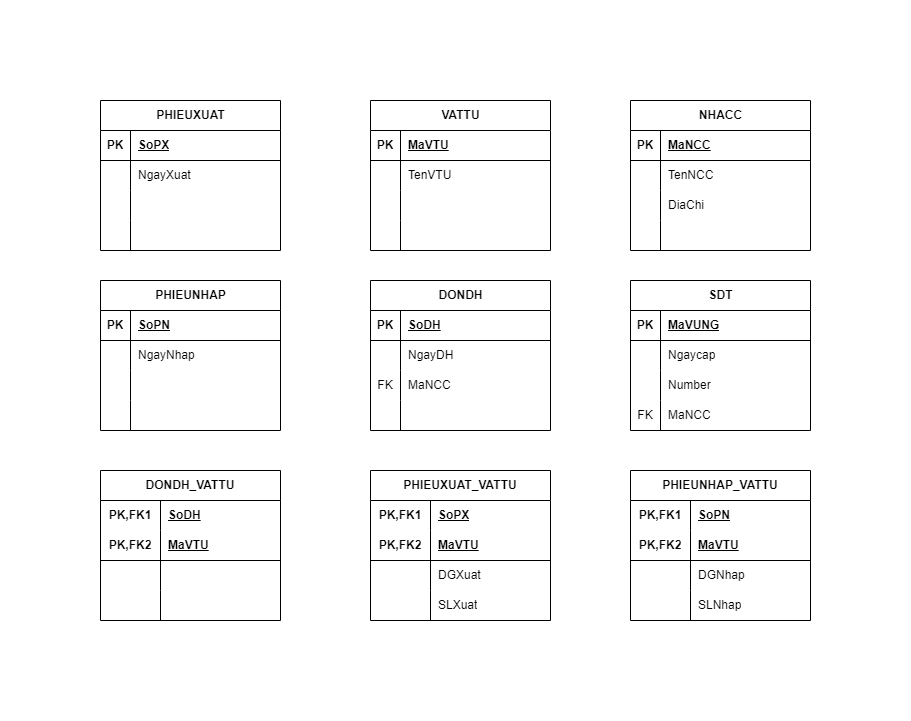 PHIEUXUAT
PK SoPX
NgayXuat
VATTU
PK MaVTU
TenVTU
NHACC
PK MaNCC
TenNCC
DiaChi
PHIEUNHAP
PK SoPN
NgayNhap
DONDH
PK SoDH
NgayDH
FK MaNCC
SDT
PK MaVUNG
Ngaycap
Number
FK MaNCC
DONDH_VATTU
PK,FK1 SoDH
PK,FK2 MaVTU
PHIEUXUAT_VATTU
PK,FK1 SoPX
PK,FK2 MaVTU
DGXuat
SLXuat
PHIEUNHAP_VATTU
PK,FK1 SoPN
PK,FK2 MaVTU
DGNhap
SLNhap